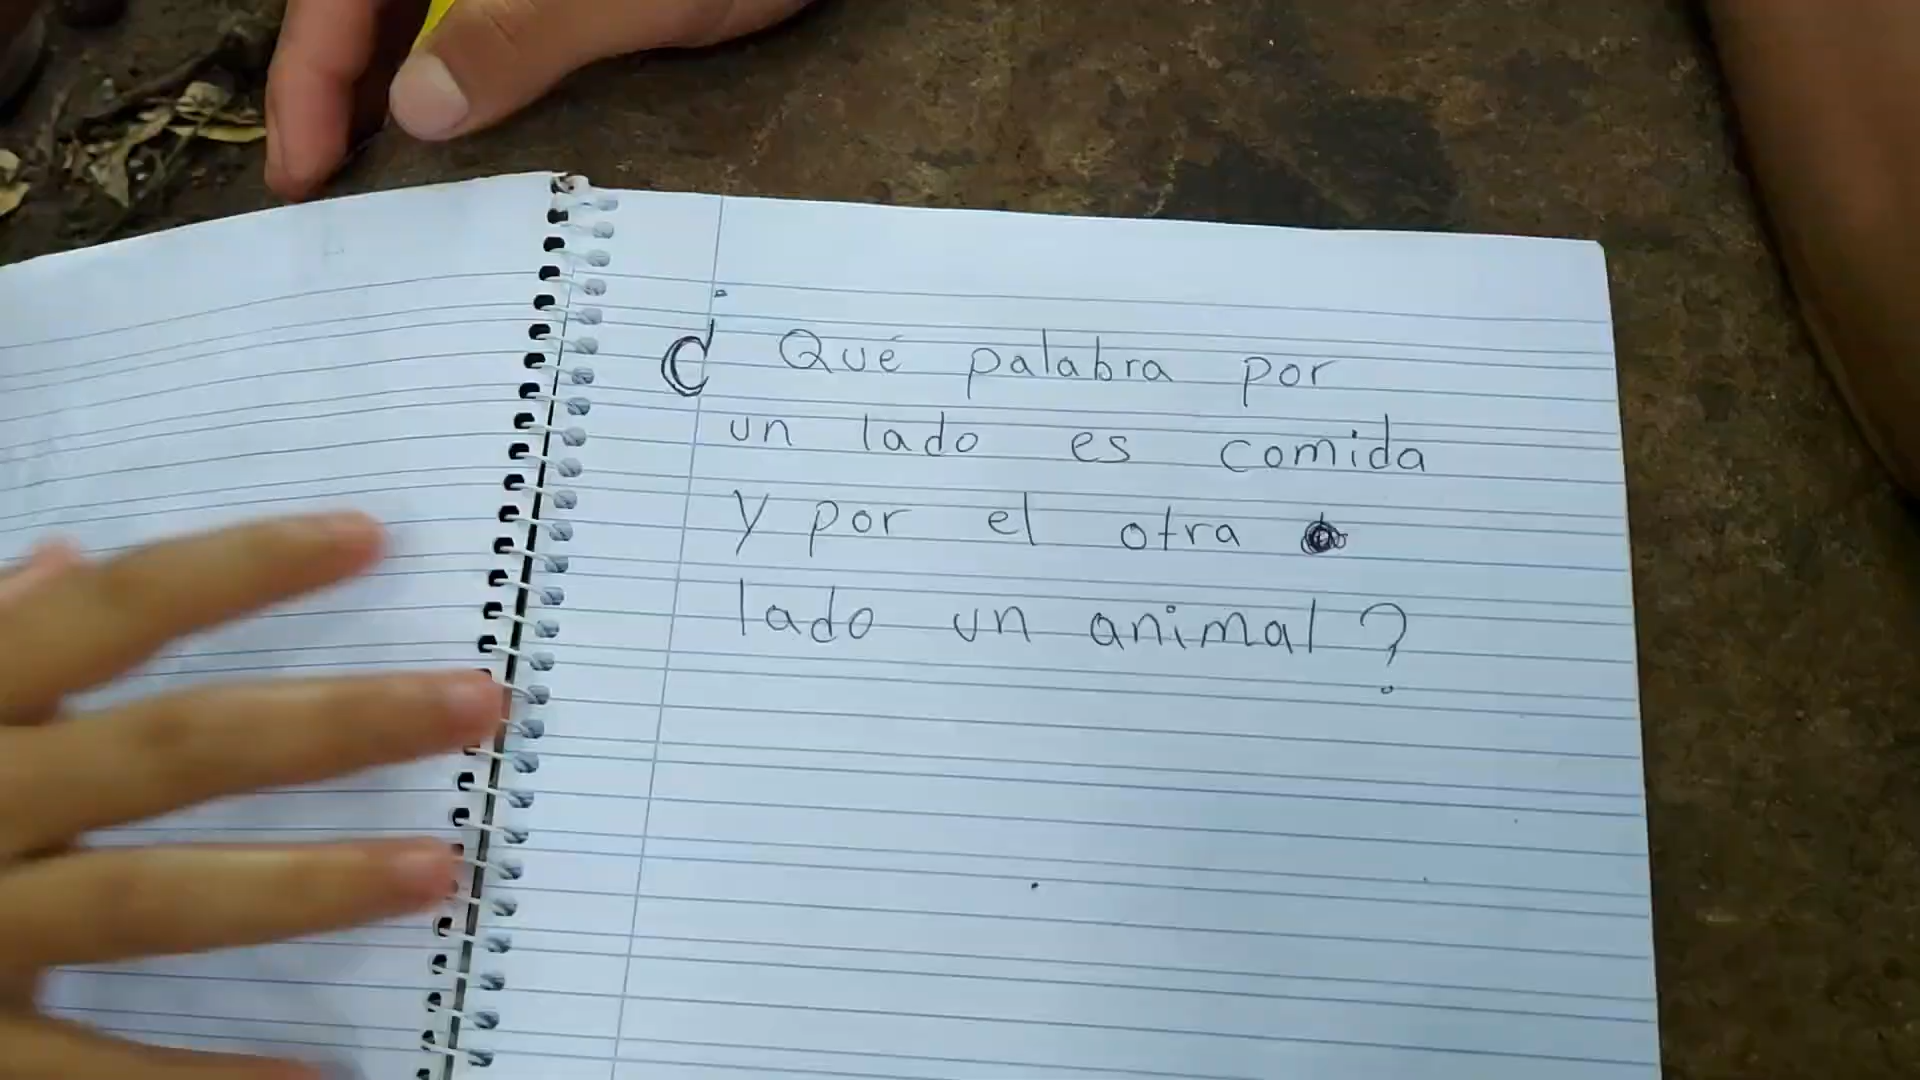 ¿Qué palabra por
un lado es comida
y por el otra
lado un animal?